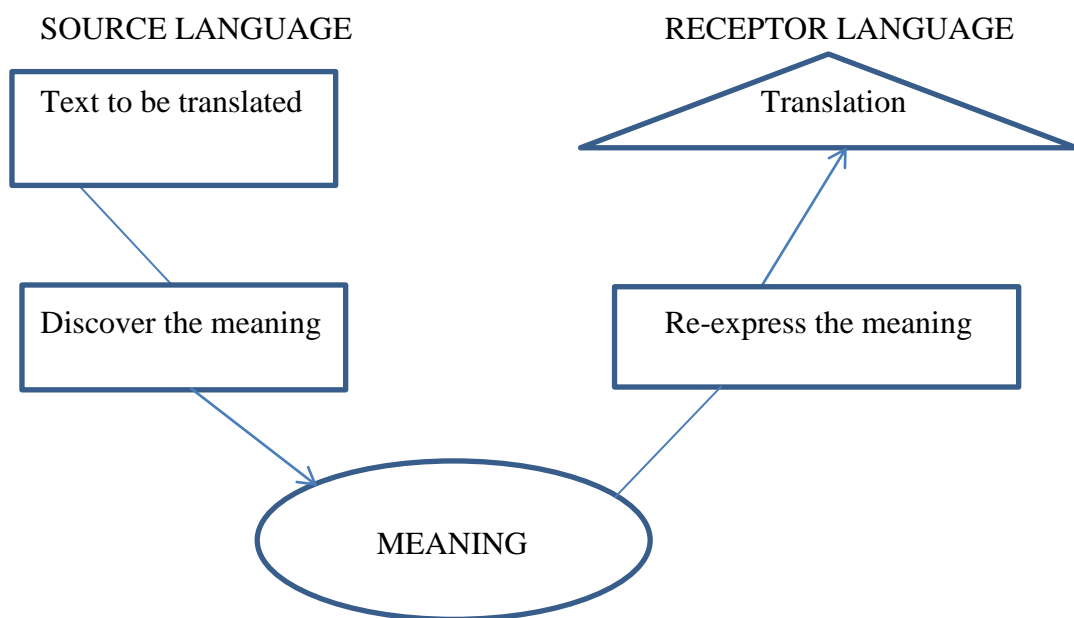 SOURCE LANGUAGE
RECEPTOR LANGUAGE
Text to be translated
Translation
Discover the meaning
Re-express the meaning
MEANING